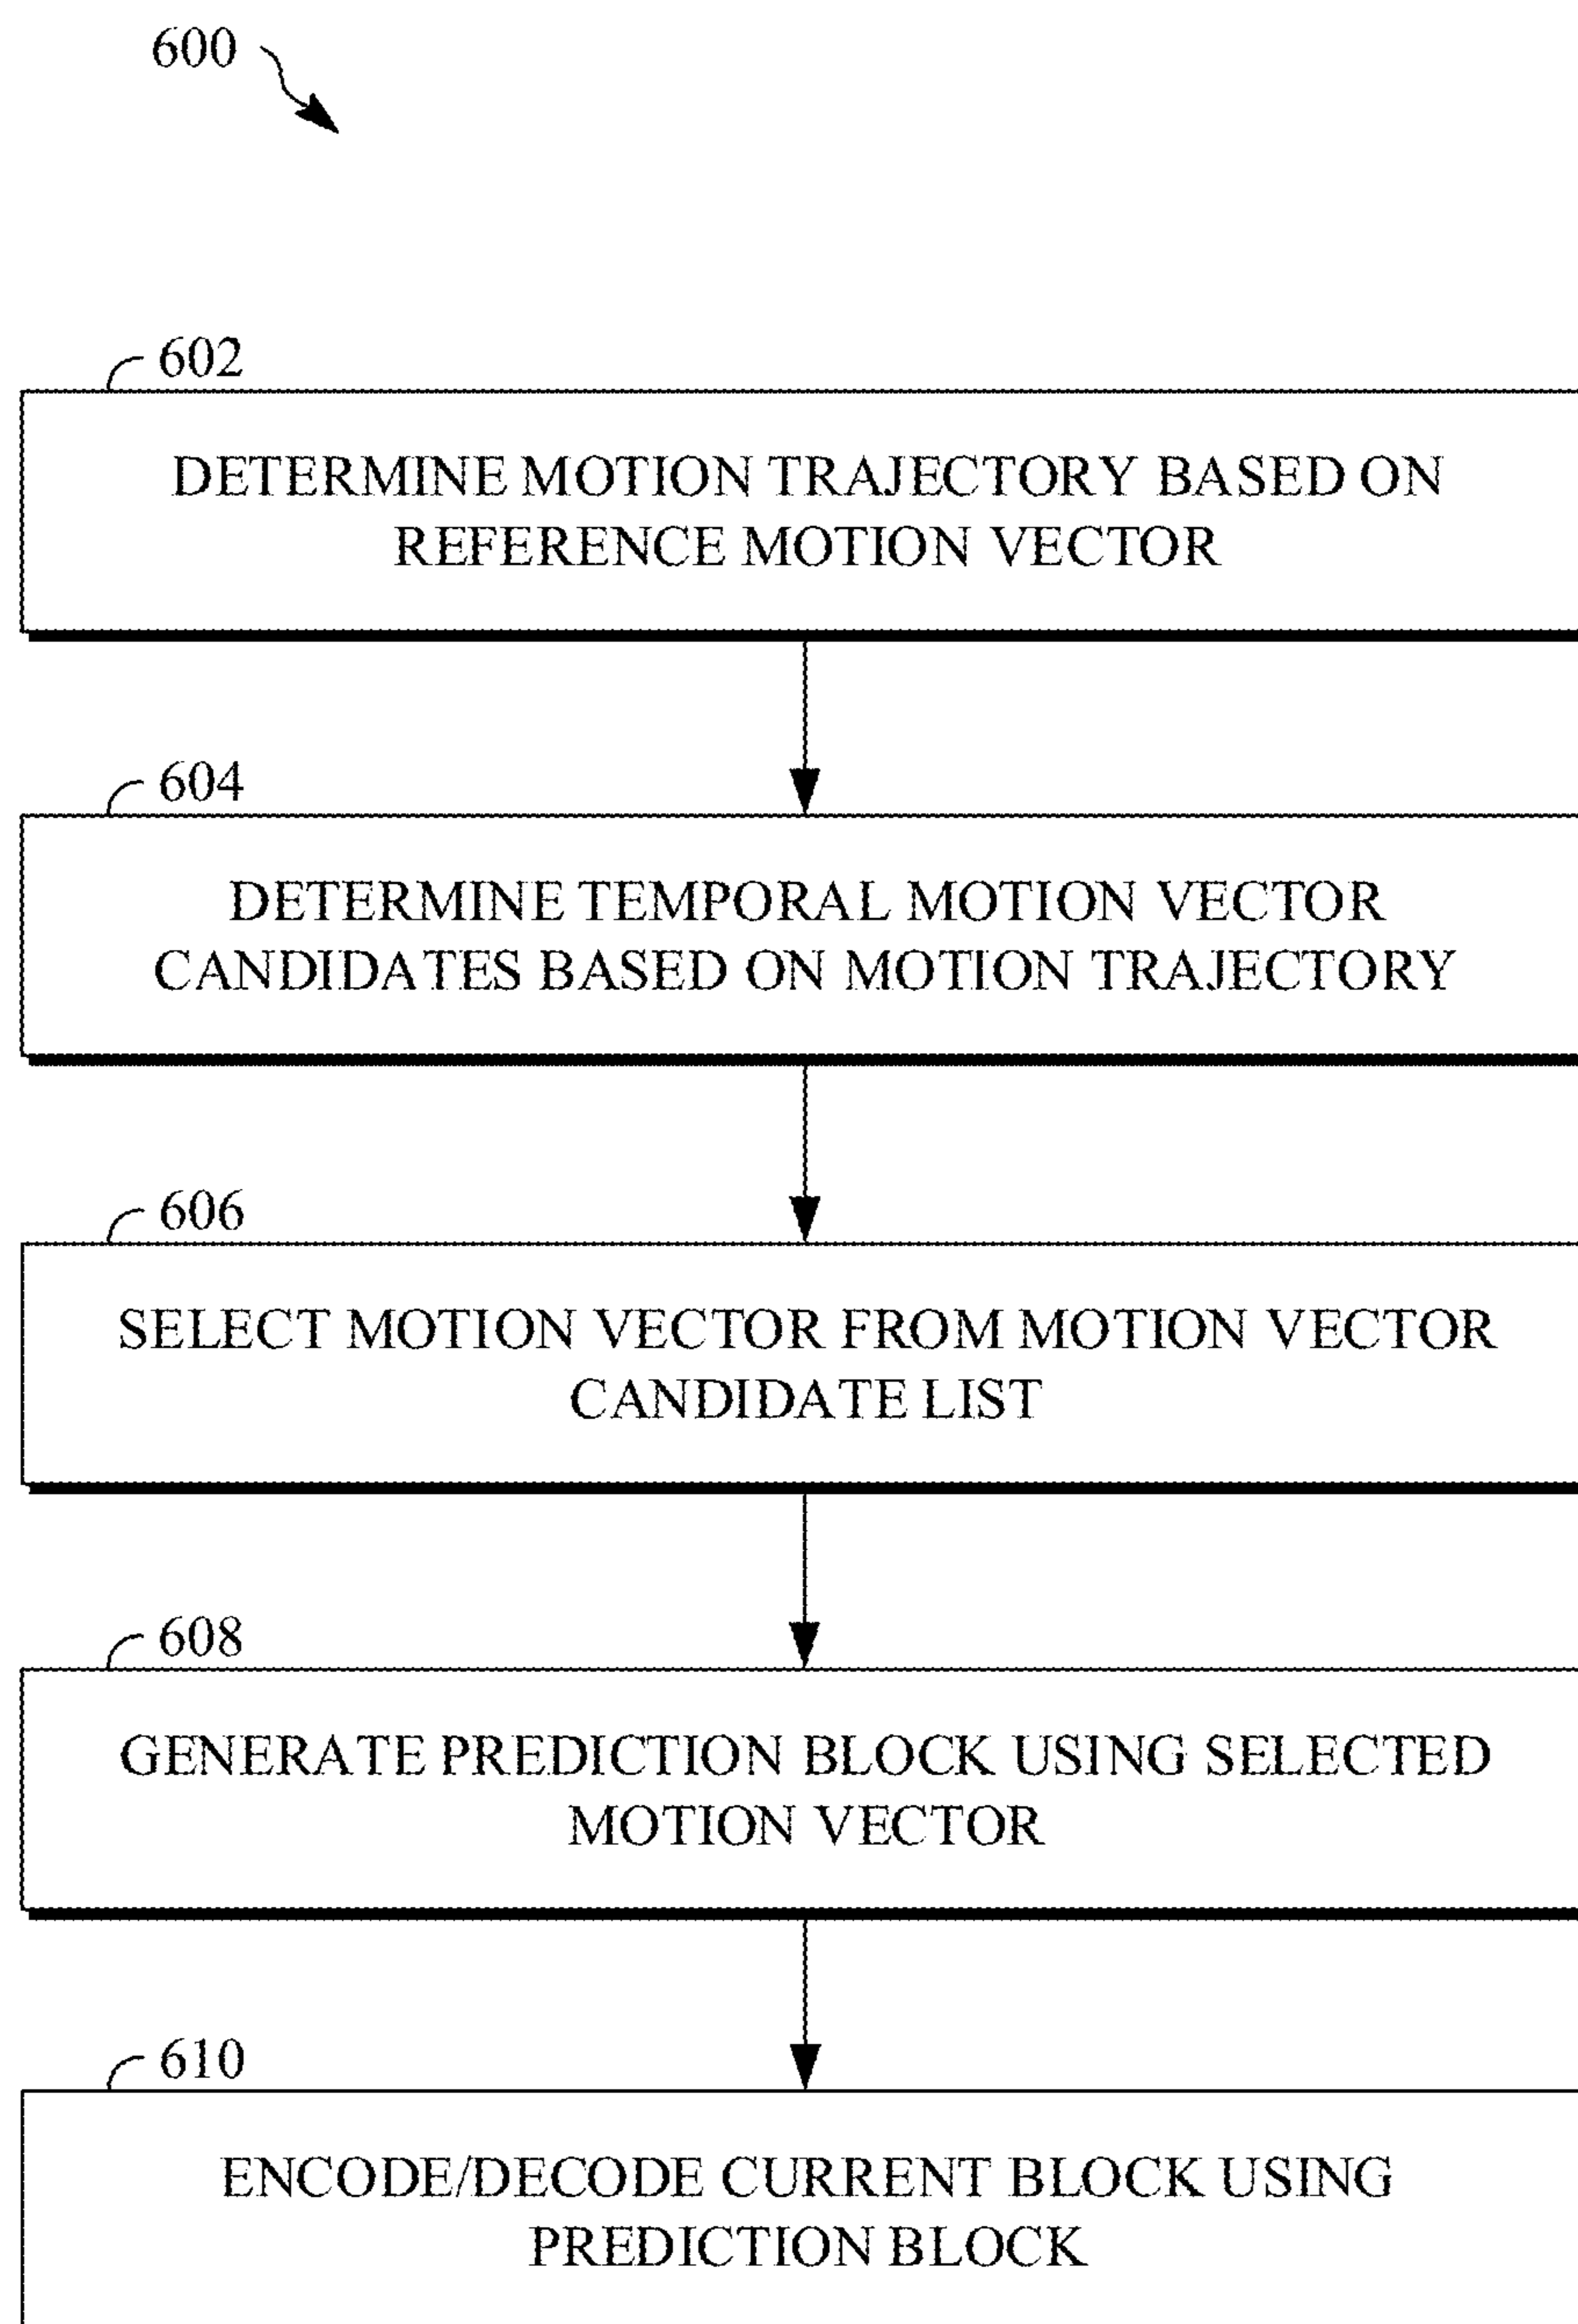 600
602
DETERMINE MOTION TRAJECTORY BASED ON
REFERENCE MOTION VECTOR
604
DETERMINE TEMPORAL MOTION VECTOR
CANDIDATES BASED ON MOTION TRAJECTORY
606
SELECT MOTION VECTOR FROM MOTION VECTOR
CANDIDATE LIST
608
GENERATE PREDICTION BLOCK USING SELECTED
MOTION VECTOR
610
ENCODE/DECODE CURRENT BLOCK USING
PREDICTION BLOCK